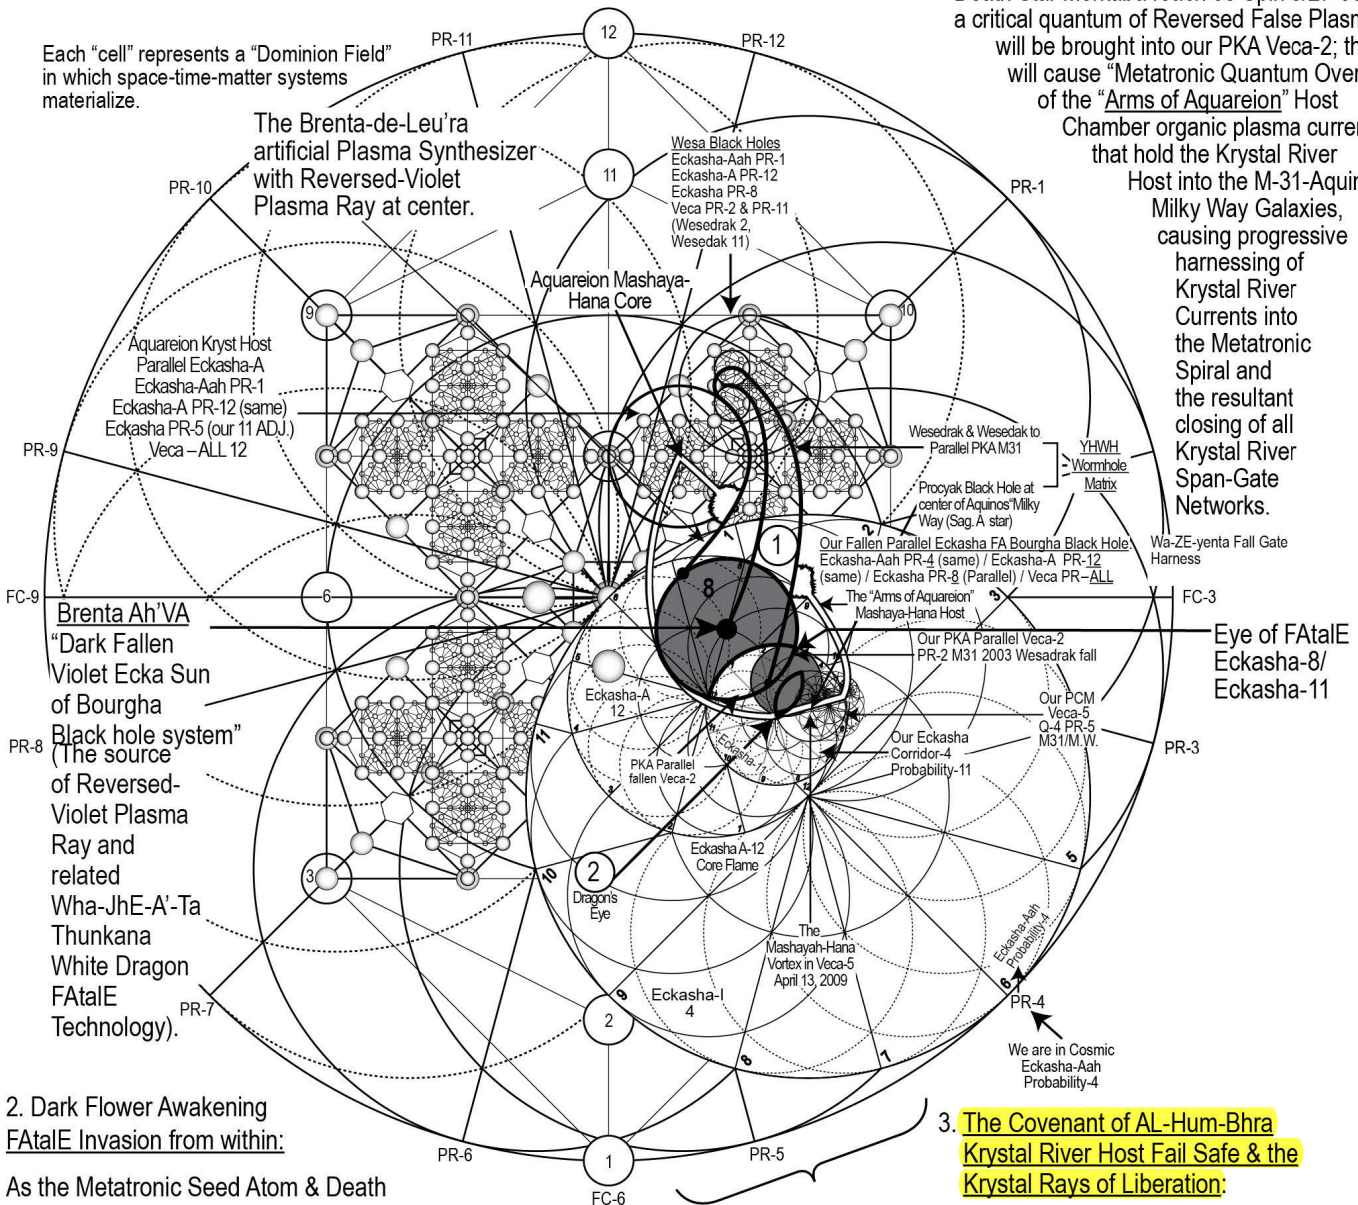 Each “cell” represents a “Dominion Field”
in which space-time-matter systems
materialize.
PR-11
12
PR-12
a critical quantum of Reversed False Plasm
will be brought into our PKA Veca-2; th
will cause “Metatronic Quantum Over
of the “Arms of Aquareion” Host
Chamber organic plasma curre
that hold the Krystal River
Host into the M-31-Aquin
Milky Way Galaxies,
causing progressive
harnessing of
Krystal River
Currents into
the Metatronic
Spiral and
the resultant
closing of all
Krystal River
Span-Gate
Networks.
The Brenta-de-Leu’ra
artificial Plasma Synthesizer
with Reversed-Violet
Plasma Ray at center.
Wesa Black Holes
Eckasha-Aah PR-1
Eckasha-A PR-12
Eckasha PR-8
Veca PR-2 & PR-11
(Wesedrak 2,
Wesedak 11)
11
PR-10
PR-1
Aquareion Mashaya-
Hana Core
9
10
Aquareion Kryst Host
Parallel Eckasha-A
Eckasha-Aah PR-1
Eckasha-A PR-12 (same)
Eckasha PR-5 (our 11 ADJ.)
Veca – ALL 12
PR-9
Wesedrak & Wesedak to
Parallel PKA M31
YHWH
Wormhole
Matrix
Procyak Black Hole at
center of Aquinos“Milky
Way (Sag. A star)
1
2
1
Our Fallen Parallel Eckasha FA Bourgha Black Hole:
Eckasha-Aah PR-4 (same) / Eckasha-A PR-12
(same) / Eckasha PR-8 (Parallel) / Veca PR–ALL
Wa-ZE-yenta Fall Gate
Harness
8
9
The “Arms of Aquareion”
Mashaya-Hana Host
3
FC-9
6
FC-3
Brenta Ah’VA
“Dark Fallen
Violet Ecka Sun
of Bourgha
Black hole system”
(The source
of Reversed-
Violet Plasma
Ray and
related
Wha-JhE-A’-Ta
Thunkana
White Dragon
FAtalE
Technology).
PR-8
Our PKA Parallel Veca-2
PR-2 M31 2003 Wesadrak fall
Eye of FAtalE
Eckasha-8/
Eckasha-11
Eckasha-A
12
Our PCM
Veca-5
Q-4 PR-5
M31/M.W.
Our Eckasha
Corridor-4
Probability-11
Eckasha-11
PKA Parallel
fallen Veca-2
11
PR-3
Eckasha A-12
Core Flame
3
10
2
Dragon’s
Eye
5
The
Mashayah-Hana
Vortex in Veca-5
April 13, 2009
Eckasha-Aah
Probability-4
PR-7
9
Eckasha-I
4
6
PR-4
2
8
7
We are in Cosmic
Eckasha-Aah
Probability-4
2. Dark Flower Awakening
FAtalE Invasion from within:
As the Metatronic Seed Atom & Death
PR-6
1
FC-6
PR-5
3. The Covenant of AL-Hum-Bhra
Krystal River Host Fail Safe & the
Krystal Rays of Liberation: